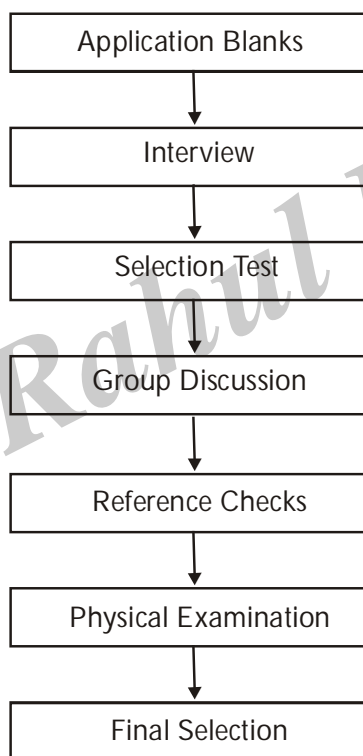 Application Blanks
Interview
Selection Test
Group Discussion
Reference Checks
Physical Examination
Final Selection
Rahul